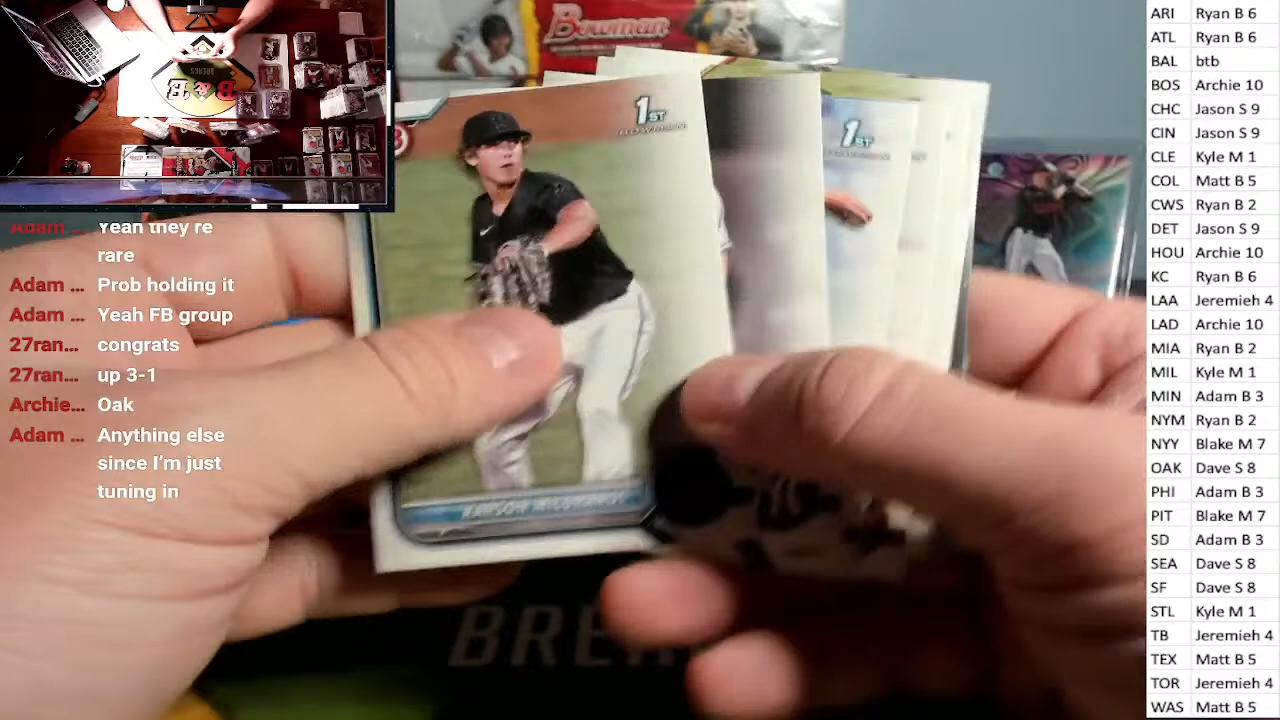 Bowman
1ST
BOWMAN
1ST
B&E
BREAKS
Adam ... Yeah they're
rare
Adam ... Prob holding it
Adam ... Yeah FB group
27ran... congrats
27ran... up 3-1
Archie... Oak
Adam ... Anything else
since I'm just
tuning in
ARI Ryan B 6
ATL Ryan B 6
BAL btb
BOS Archie 10
CHC Jason S 9
CIN Jason S 9
CLE Kyle M 1
COL Matt B 5
CWS Ryan B 2
DET Jason S 9
HOU Archie 10
KC Ryan B 6
LAA Jeremieh 4
LAD Archie 10
MIA Ryan B 2
MIL Kyle M 1
MIN Adam B 3
NYM Ryan B 2
NYY Blake M 7
OAK Dave S 8
PHI Adam B 3
PIT Blake M 7
SD Adam B 3
SEA Dave S 8
SF Dave S 8
STL Kyle M 1
TB Jeremieh 4
TEX Matt B 5
TOR Jeremieh 4
WAS Matt B 5